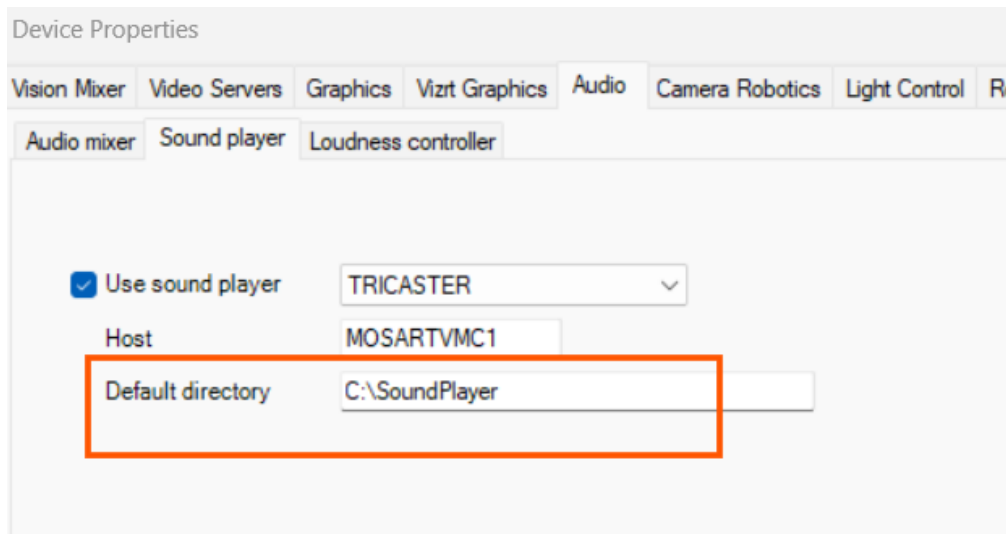 Device Properties
Vision Mixer Video Servers Graphics Vizrt Graphics Audio Camera Robotics Light Control
Audio mixer Sound player Loudness controller
Use sound player TRICASTER
Host MOSARTVMC1
Default directory C:\SoundPlayer